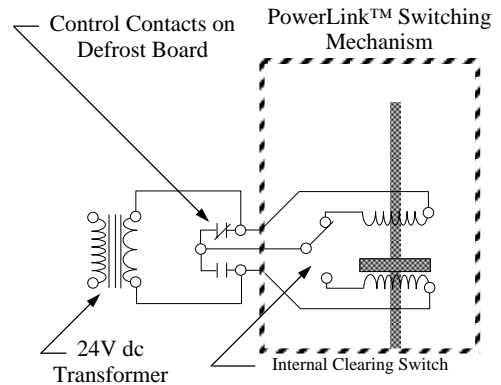 Control Contacts on
Defrost Board
PowerLink™ Switching
Mechanism
24V dc
Transformer
Internal Clearing Switch